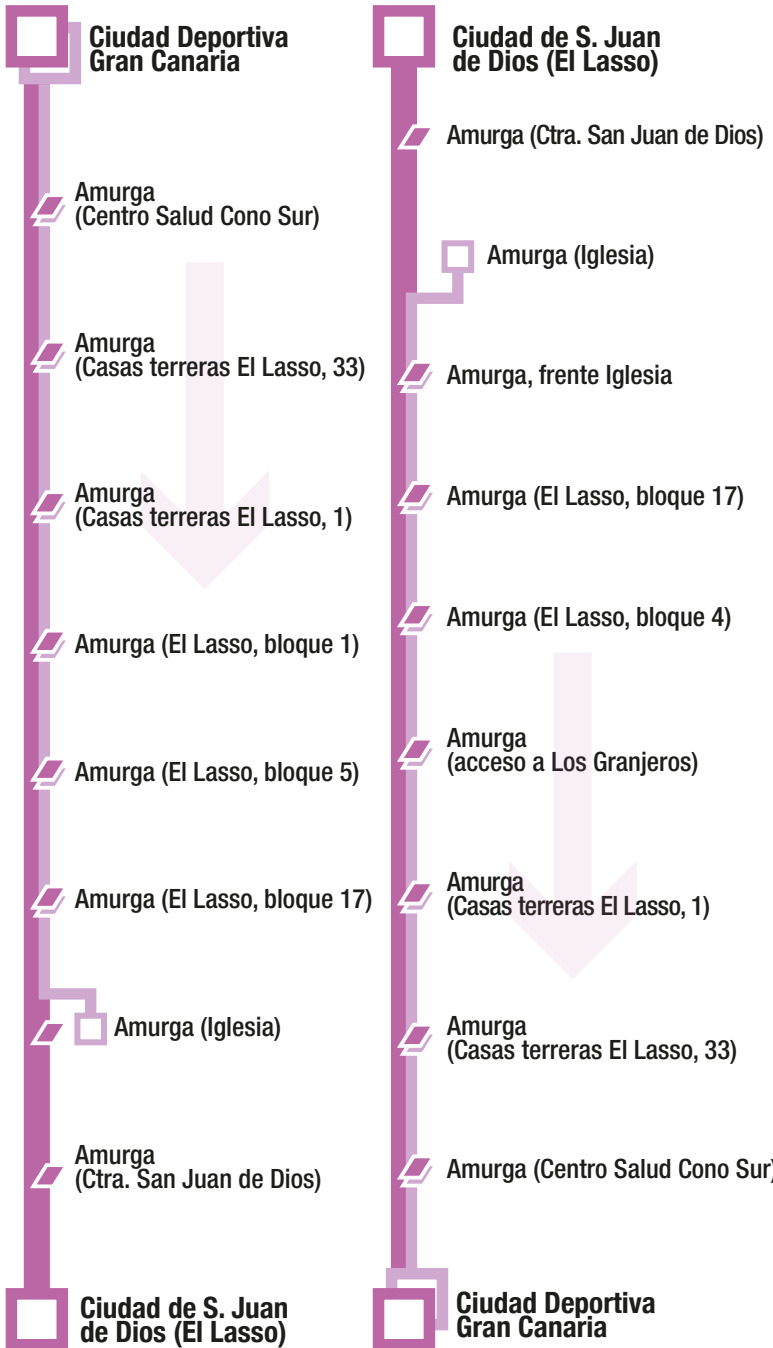 Ciudad Deportiva
Gran Canaria
Amurga
(Centro Salud Cono Sur)
Amurga
(Casas terreras El Lasso, 33)
Amurga
(Casas terreras El Lasso, 1)
Amurga (El Lasso, bloque 1)
Amurga (El Lasso, bloque 5)
Amurga (El Lasso, bloque 17)
Amurga (Iglesia)
Amurga
(Ctra. San Juan de Dios)
Ciudad de S. Juan
de Dios (El Lasso)
Ciudad de S. Juan
de Dios (El Lasso)
Amurga (Ctra. San Juan de Dios)
Amurga (Iglesia)
Amurga, frente Iglesia
Amurga (El Lasso, bloque 17)
Amurga (El Lasso, bloque 4)
Amurga
(acceso a Los Granjeros)
Amurga
(Casas terreras El Lasso, 1)
Amurga
(Casas terreras El Lasso, 33)
Amurga (Centro Salud Cono Sur)
Ciudad Deportiva
Gran Canaria